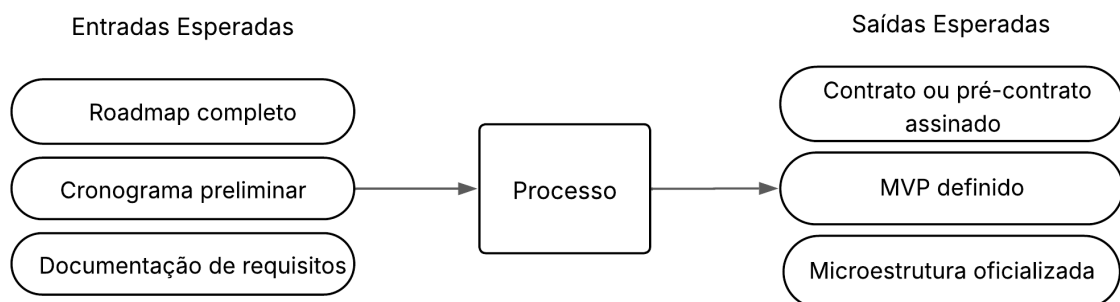 Entradas Esperadas
Roadmap completo
Cronograma preliminar
Documentação de requisitos
Processo
Saídas Esperadas
Contrato ou pré-contrato
assinado
MVP definido
Microestrutura oficializada